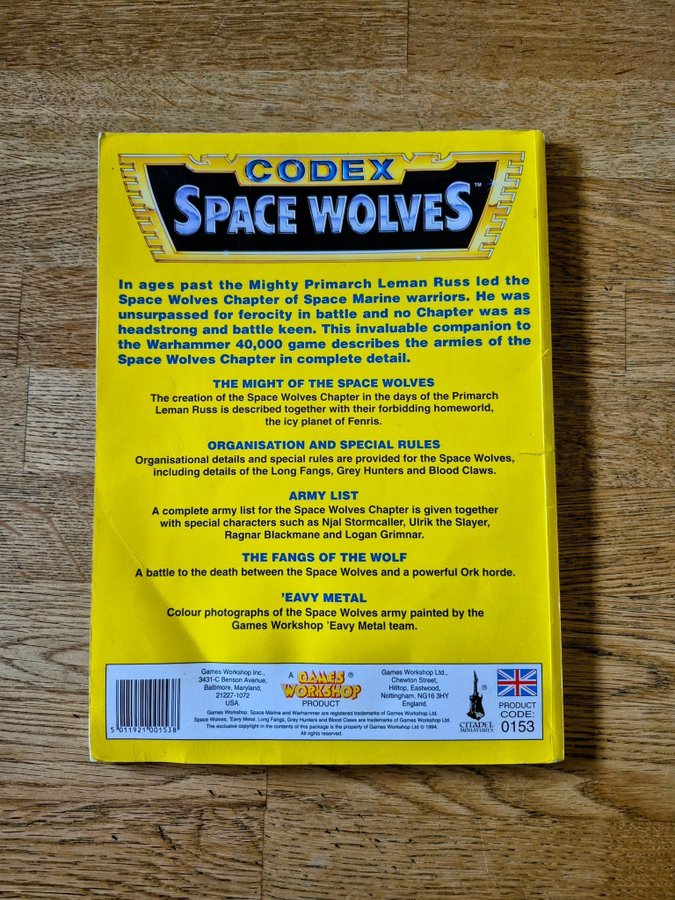 CODEX
SPACE WOLVES™
In ages past the Mighty Primarch Leman Russ led the
Space Wolves Chapter of Space Marine warriors. He was
unsurpassed for ferocity in battle and no Chapter was as
headstrong and battle keen. This invaluable companion to
the Warhammer 40,000 game describes the armies of the
Space Wolves Chapter in complete detail.
THE MIGHT OF THE SPACE WOLVES
The creation of the Space Wolves Chapter in the days of the Primarch
Leman Russ is described together with their forbidding homeworld,
the icy planet of Fenris.
ORGANISATION AND SPECIAL RULES
Organisational details and special rules are provided for the Space Wolves,
including details of the Long Fangs, Grey Hunters and Blood Claws.
ARMY LIST
A complete army list for the Space Wolves Chapter is given together
with special characters such as Njal Stormcaller, Ulrik the Slayer,
Ragnar Blackmane and Logan Grimnar.
THE FANGS OF THE WOLF
A battle to the death between the Space Wolves and a powerful Ork horde.
'EAVY METAL
Colour photographs of the Space Wolves army painted by the
Games Workshop 'Eavy Metal team.
5 011921 001538
Games Workshop Inc.,
3431-C Benson Avenue,
Baltimore, Maryland,
21227-1072
USA.
A
GAMES WORKSHOP®
PRODUCT
Games Workshop Ltd.,
Chewton Street,
Hilltop, Eastwood,
Nottingham, NG16 3HY
England.
®
CITADEL
MINIATURES
PRODUCT
CODE:
0153
Games Workshop, Space Marine and Warhammer are registered trademarks of Games Workshop Ltd.
Space Wolves, 'Eavy Metal, Long Fangs, Grey Hunters and Blood Claws are trademarks of Games Workshop Ltd.
The exclusive copyright in the contents of this package is the property of Games Workshop Ltd © 1994.
All rights reserved.